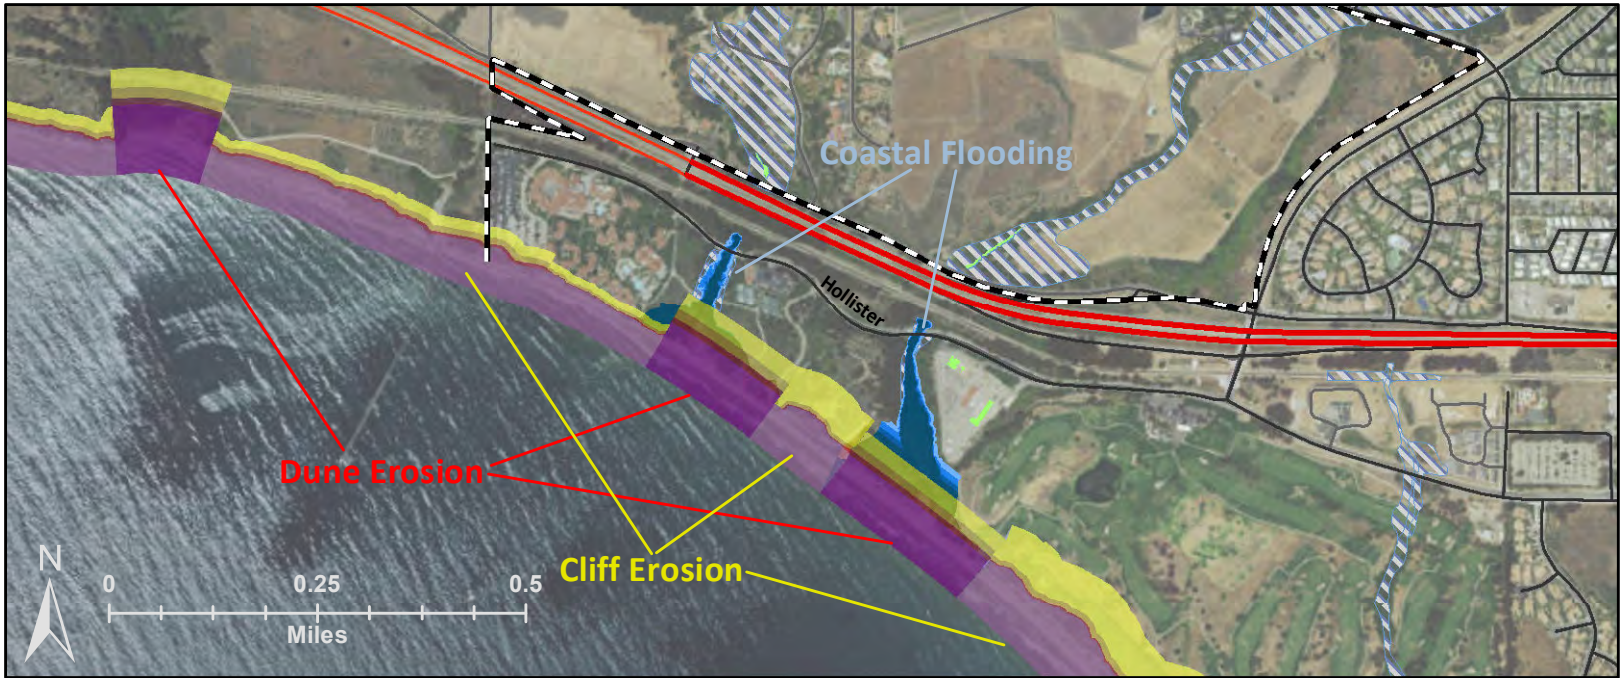 Coastal Flooding
Hollister
Dune Erosion
Cliff Erosion
N
0 0.25 0.5
Miles